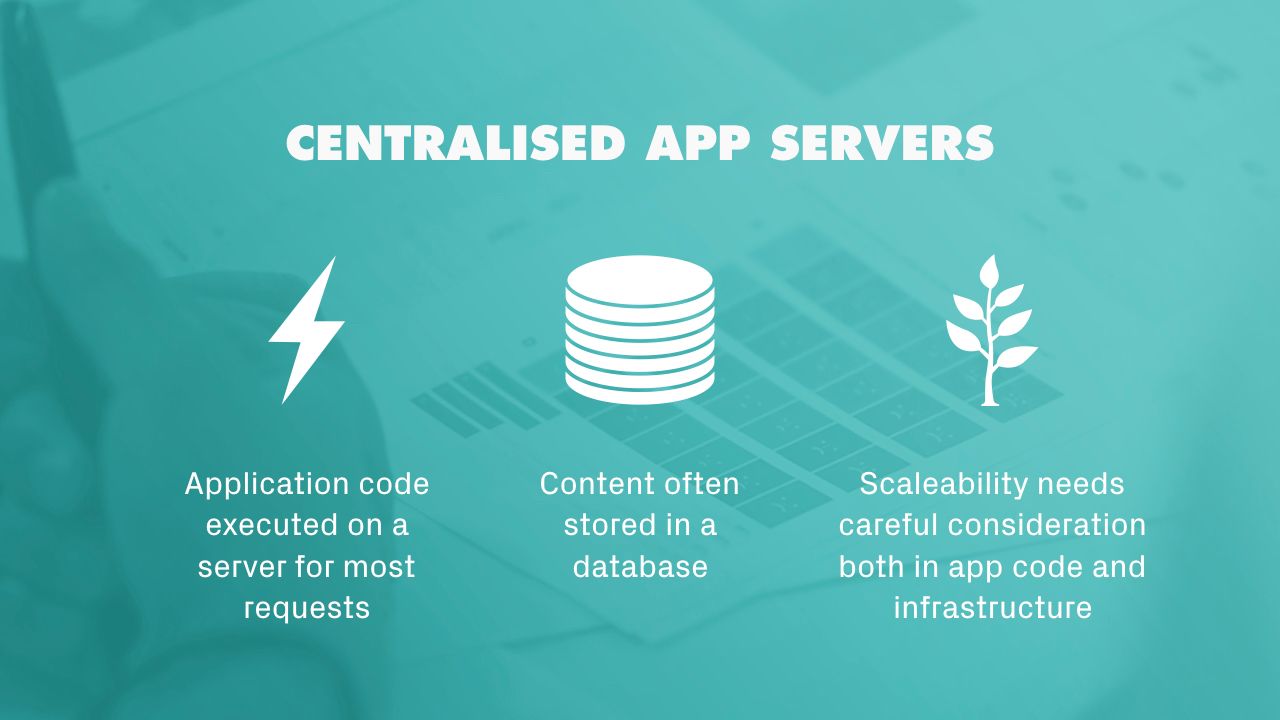 CENTRALISED APP SERVERS
Application code
executed on a
server for most
requests
Content often
stored in a
database
Scaleability needs
careful consideration
both in app code and
infrastructure